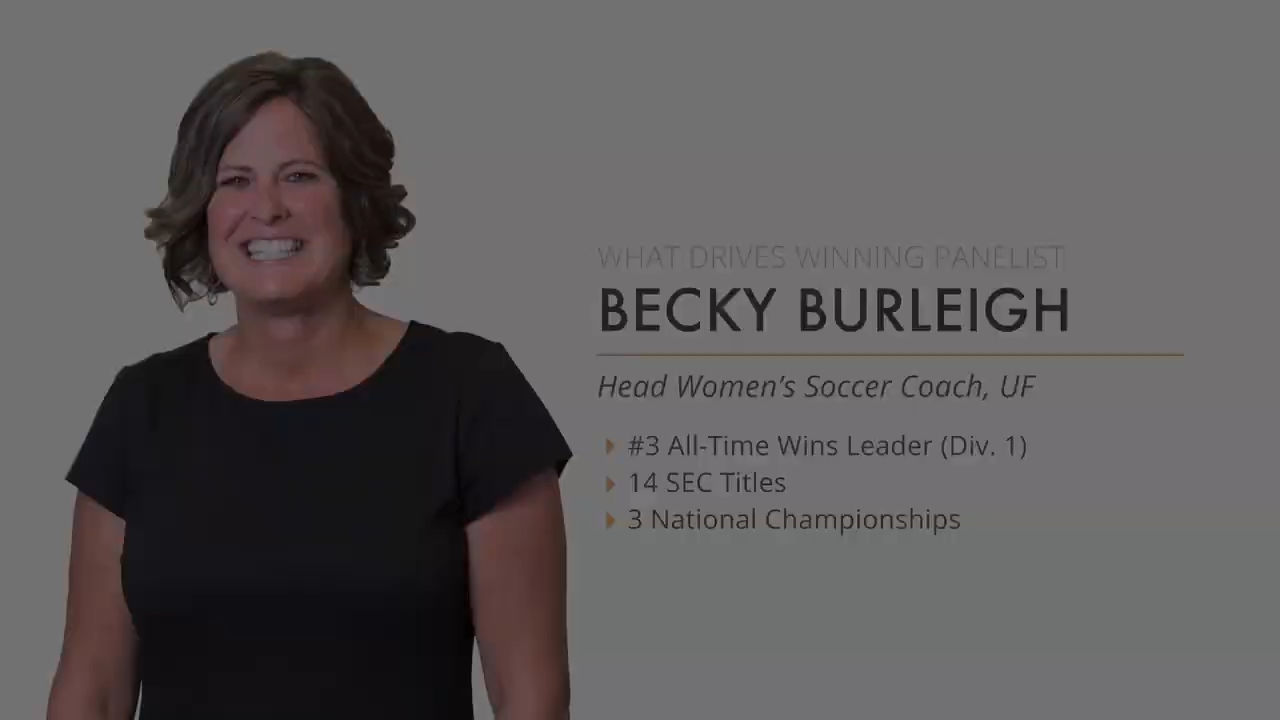 WHAT DRIVES WINNING PANELIST
BECKY BURLEIGH
Head Women's Soccer Coach, UF
#3 All-Time Wins Leader (Div. 1)
14 SEC Titles
3 National Championships